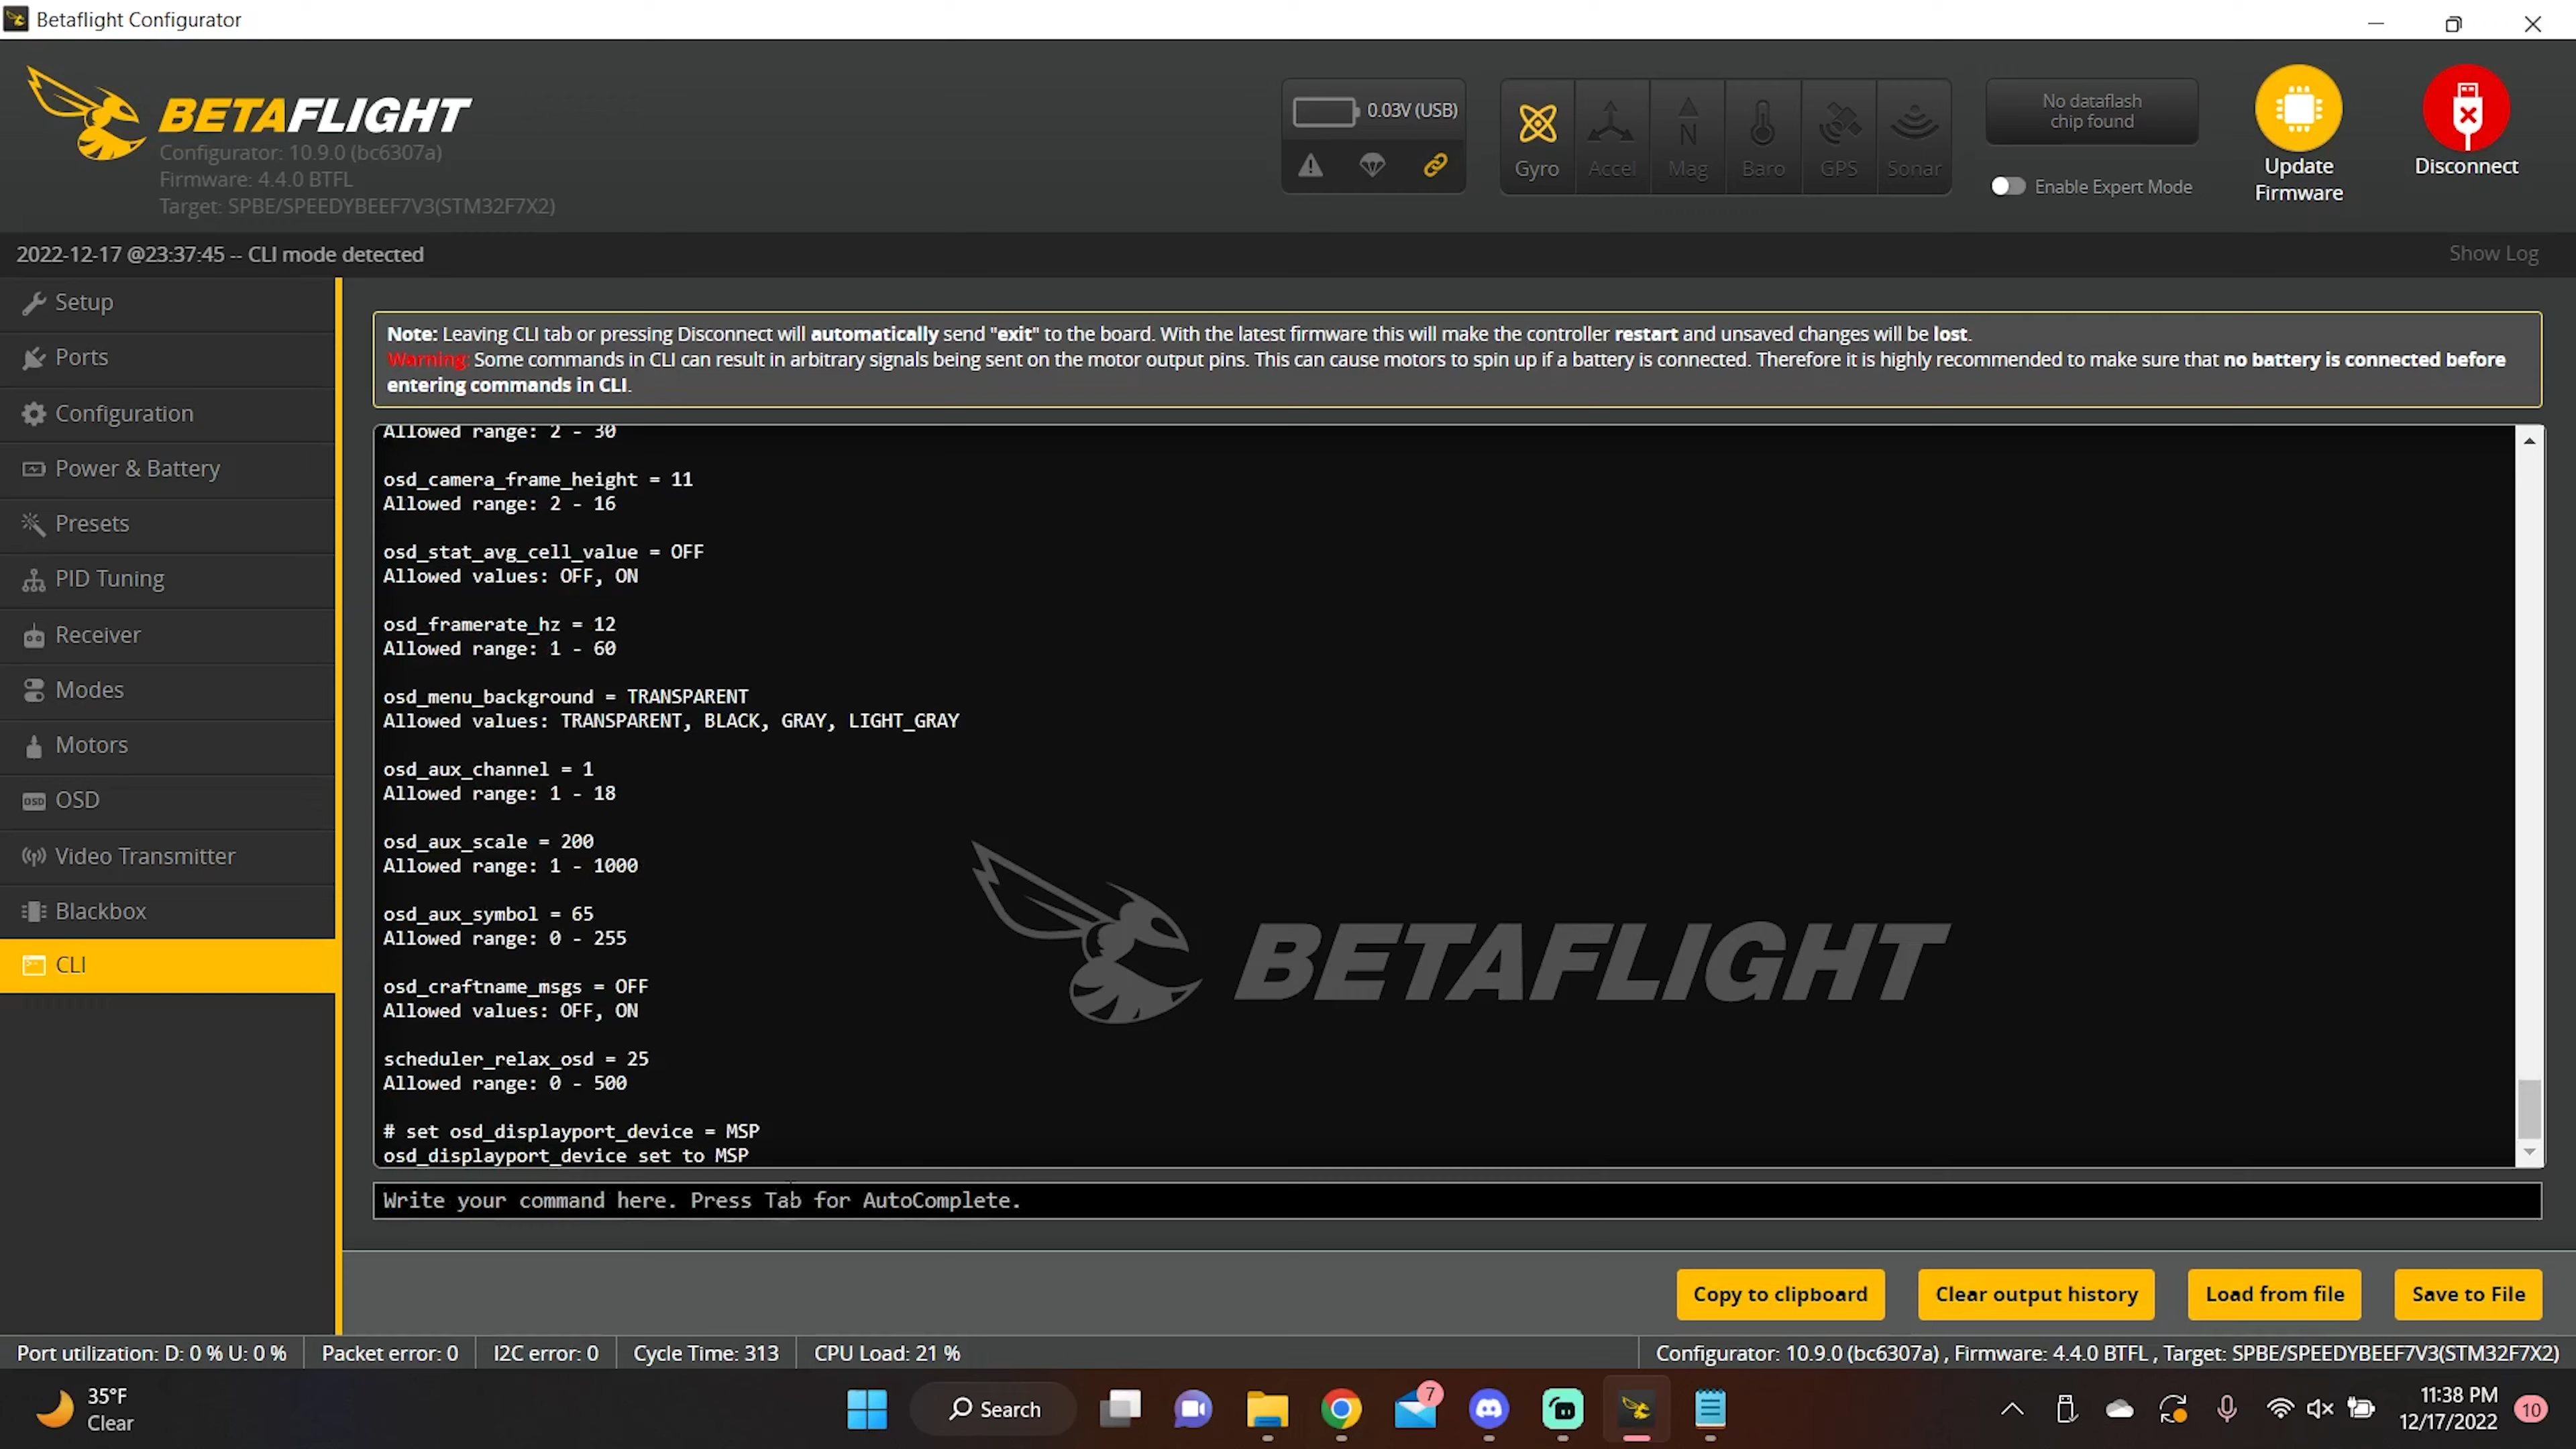 Betaflight Configurator
BETAFLIGHT
Configurator: 10.9.0 (bc6307a)
Firmware: 4.4.0 BTFL
Target: SPBE/SPEEDYBEEF7V3(STM32F7X2)
0.03V (USB)
Gyro
Accel
N
Mag
Baro
GPS
Sonar
No dataflash
chip found
Enable Expert Mode
Update
Firmware
Disconnect
2022-12-17 @23:37:45 -- CLI mode detected
Show Log
Setup
Ports
Configuration
Power & Battery
Presets
PID Tuning
Receiver
Modes
Motors
OSD
OSD
Video Transmitter
Blackbox
CLI
Note: Leaving CLI tab or pressing Disconnect will automatically send "exit" to the board. With the latest firmware this will make the controller restart and unsaved changes will be lost.
Warning: Some commands in CLI can result in arbitrary signals being sent on the motor output pins. This can cause motors to spin up if a battery is connected. Therefore it is highly recommended to make sure that no battery is connected before
entering commands in CLI.
Allowed range: 2 - 30
osd_camera_frame_height = 11
Allowed range: 2 - 16
osd_stat_avg_cell_value = OFF
Allowed values: OFF, ON
osd_framerate_hz = 12
Allowed range: 1 - 60
osd_menu_background = TRANSPARENT
Allowed values: TRANSPARENT, BLACK, GRAY, LIGHT_GRAY
osd_aux_channel = 1
Allowed range: 1 - 18
osd_aux_scale = 200
Allowed range: 1 - 1000
osd_aux_symbol = 65
Allowed range: 0 - 255
osd_craftname_msgs = OFF
Allowed values: OFF, ON
scheduler_relax_osd = 25
Allowed range: 0 - 500
# set osd_displayport_device = MSP
osd_displayport_device set to MSP
BETAFLIGHT
Write your command here. Press Tab for AutoComplete.
Copy to clipboard
Clear output history
Load from file
Save to File
Port utilization: D: 0 % U: 0 %
Packet error: 0
I2C error: 0
Cycle Time: 313
CPU Load: 21 %
Configurator: 10.9.0 (bc6307a) , Firmware: 4.4.0 BTFL , Target: SPBE/SPEEDYBEEF7V3(STM32F7X2)
35°F
Clear
Search
7
11:38 PM
12/17/2022
10